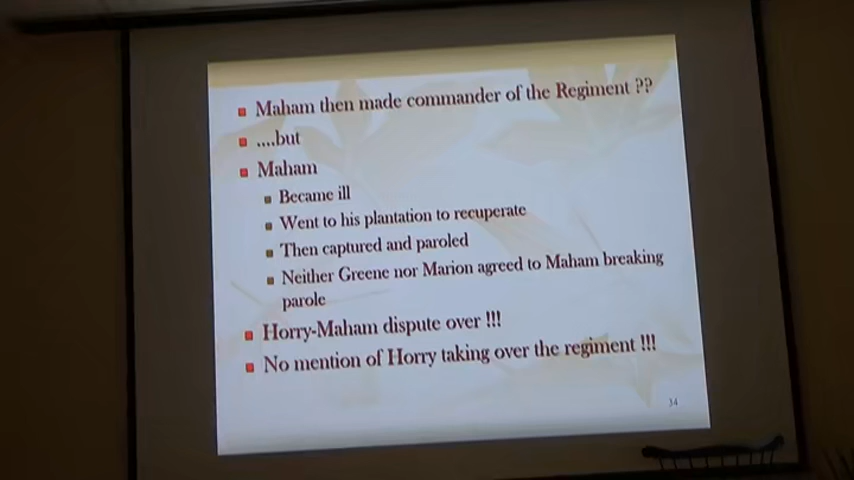 Maham then made commander of the Regiment ??
....but
Maham
Became ill
Went to his plantation to recuperate
Then captured and paroled
Neither Greene nor Marion agreed to Maham breaking
parole
Horry-Maham dispute over !!!
No mention of Horry taking over the regiment !!!
34